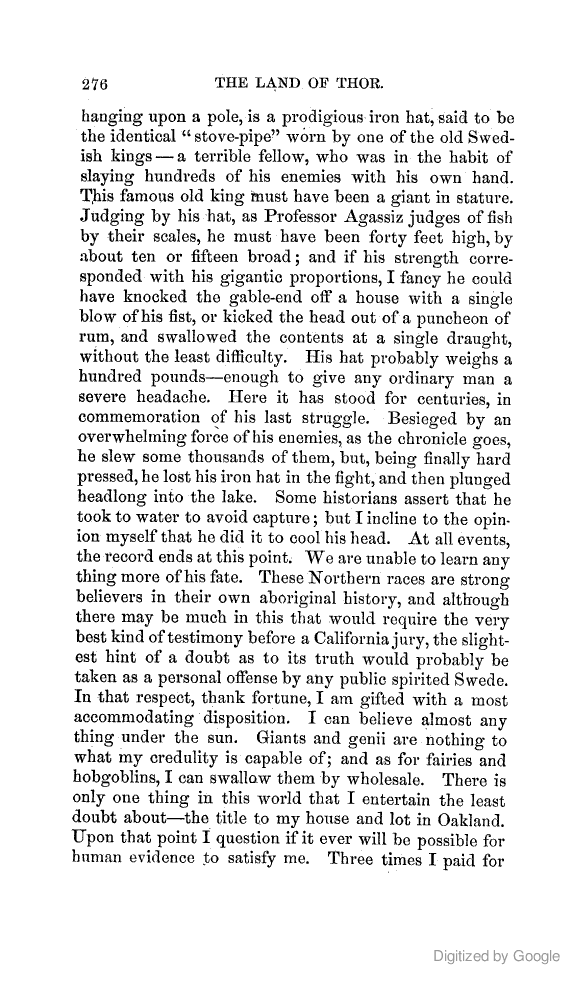 276 THE LAND OF THOR.
hanging upon a pole, is a prodigious iron hat, said to be
the identical “stove-pipe” worn by one of the old Swed-
ish kings—a terrible fellow, who was in the habit of
slaying hundreds of his enemies with his own hand.
This famous old king must have been a giant in stature.
Judging by his hat, as Professor Agassiz judges of fish
by their scales, he must have been forty feet high, by
about ten or fifteen broad; and if his strength corre-
sponded with his gigantic proportions, I fancy he could
have knocked the gable-end off a house with a single
blow of his fist, or kicked the head out of a puncheon of
rum, and swallowed the contents at a single draught,
without the least difficulty. His hat probably weighs a
hundred pounds—enough to give any ordinary man a
severe headache. Here it has stood for centuries, in
commemoration of his last struggle. Besieged by an
overwhelming force of his enemies, as the chronicle goes,
he slew some thousands of them, but, being finally hard
pressed, he lost his iron hat in the fight, and then plunged
headlong into the lake. Some historians assert that he
took to water to avoid capture; but I incline to the opin-
ion myself that he did it to cool his head. At all events,
the record ends at this point. We are unable to learn any
thing more of his fate. These Northern races are strong
believers in their own aboriginal history, and although
there may be much in this that would require the very
best kind of testimony before a California jury, the slight-
est hint of a doubt as to its truth would probably be
taken as a personal offense by any public spirited Swede.
In that respect, thank fortune, I am gifted with a most
accommodating disposition. I can believe almost any
thing under the sun. Giants and genii are nothing to
what my credulity is capable of; and as for fairies and
hobgoblins, I can swallow them by wholesale. There is
only one thing in this world that I entertain the least
doubt about—the title to my house and lot in Oakland.
Upon that point I question if it ever will be possible for
human evidence to satisfy me. Three times I paid for
Digitized by Google